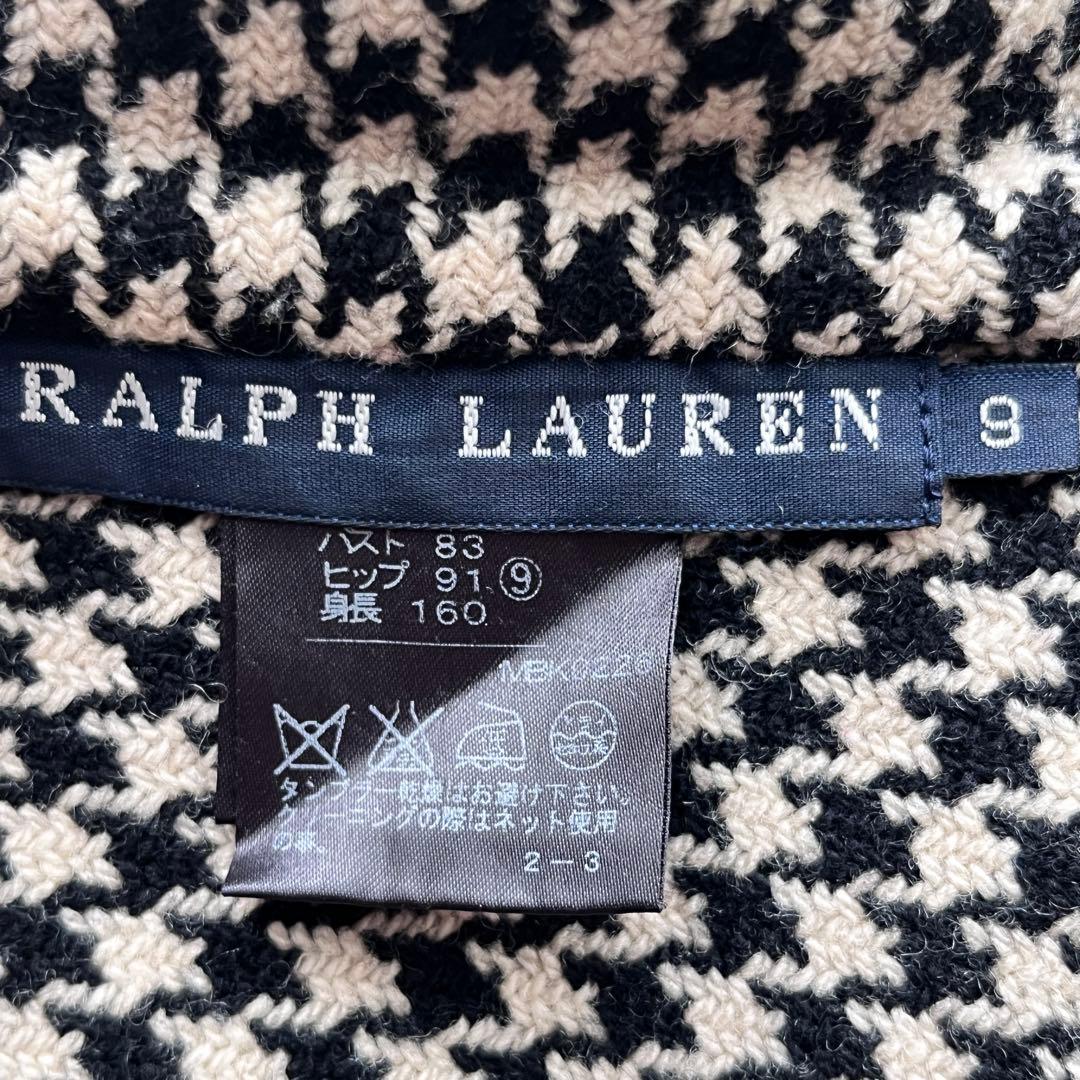 RALPH LAUREN 9
バスト 83
ヒップ 91 ⑨
身長 160
タンブラー乾燥はお避け下さい。
クリーニングの際はネット使用
の事。
2-3